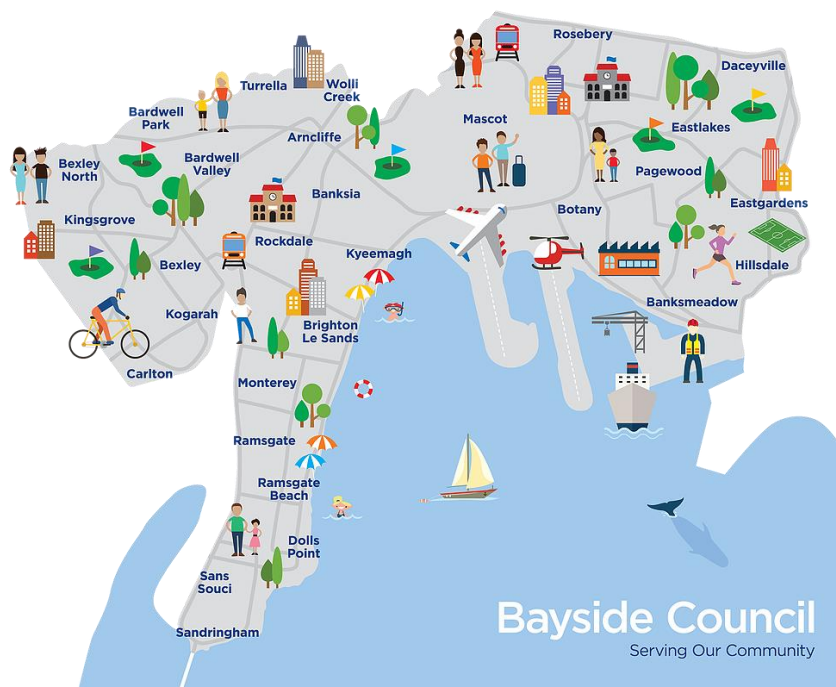 Rosebery
Daceyville
Turrella
Wolli
Creek
Bardwell
Park
Mascot
Eastlakes
Arncliffe
Bexley
North
Bardwell
Valley
Pagewood
Banksia
Eastgardens
Kingsgrove
Botany
Rockdale
Kyeemagh
Bexley
Hillsdale
Banksmeadow
Kogarah
Brighton
Le Sands
Carlton
Monterey
Ramsgate
Ramsgate
Beach
Dolls
Point
Sans
Souci
Sandringham
Bayside Council
Serving Our Community